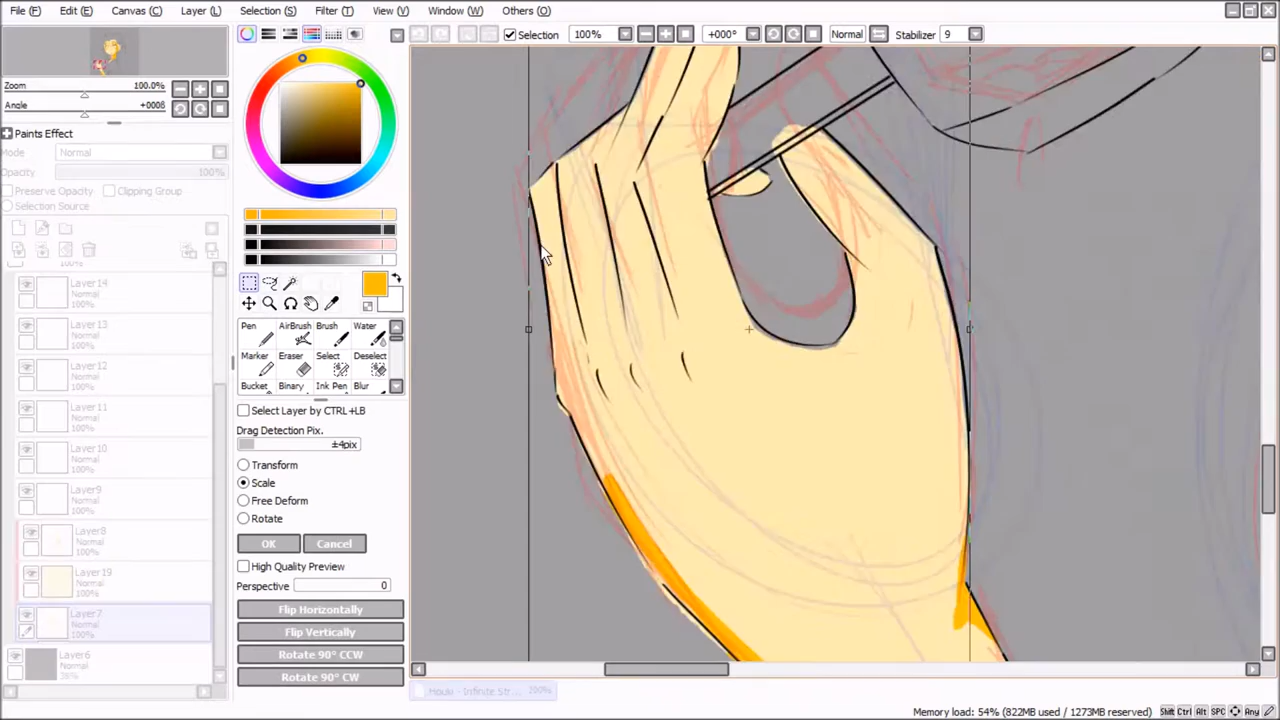 File (F) Edit (E) Canvas (C) Layer (L) Selection (S) Filter (T) View (V) Window (W) Others (O)
Selection 100% +000° Normal Stabilizer 9
Zoom 100.0%
Angle +0008
Paints Effect
Mode Normal
Opacity 100%
Preserve Opacity Clipping Group
Selection Source
100%
Layer14
Normal
100%
Layer13
Normal
100%
Layer12
Normal
100%
Layer11
Normal
100%
Layer10
Normal
100%
Layer9
Normal
100%
Layer8
Normal
100%
Layer19
Normal
100%
Layer7
Normal
100%
Layer6
Normal
Pen AirBrush Brush Water
Marker Eraser Select Deselect
Bucket Binary Ink Pen Blur
Select Layer by CTRL+LB
Drag Detection Pix.
±4pix
Transform
Scale
Free Deform
Rotate
OK Cancel
High Quality Preview
Perspective 0
Flip Horizontally
Flip Vertically
Rotate 90° CCW
Rotate 90° CW
Houki - Infinite Str... 100%
Memory load: 54% (822MB used / 1273MB reserved) Shift Ctrl Alt SPC Any